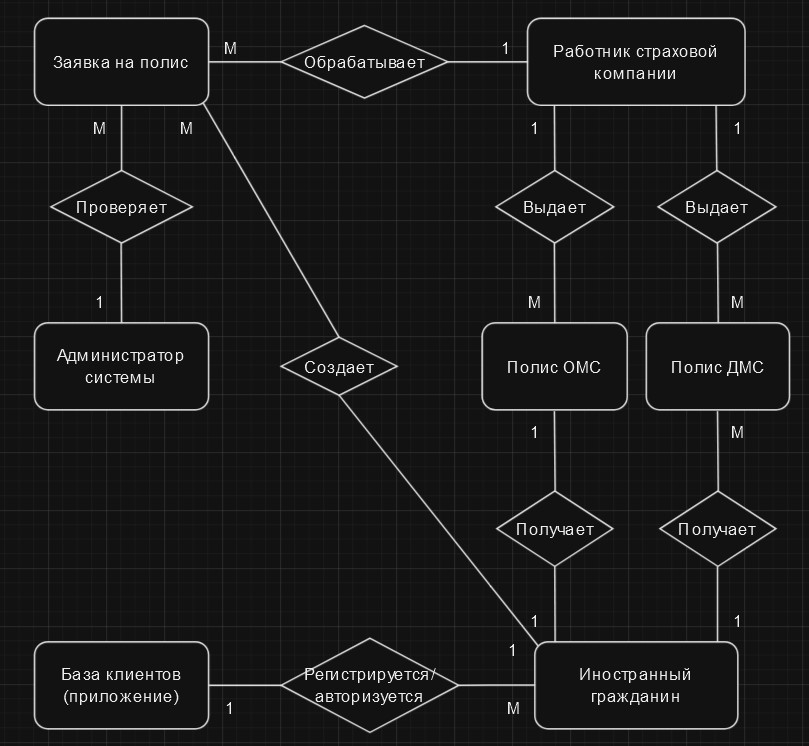 Заявка на полис
М
Обрабатывает
1
Работник страховой
компании
М
М
1
1
Проверяет
Выдает
Выдает
1
М
М
Администратор
системы
Создает
Полис ОМС
Полис ДМС
1
М
Получает
Получает
1
1
1
База клиентов
(приложение)
1
Регистрируется/
авторизуется
М
Иностранный
гражданин